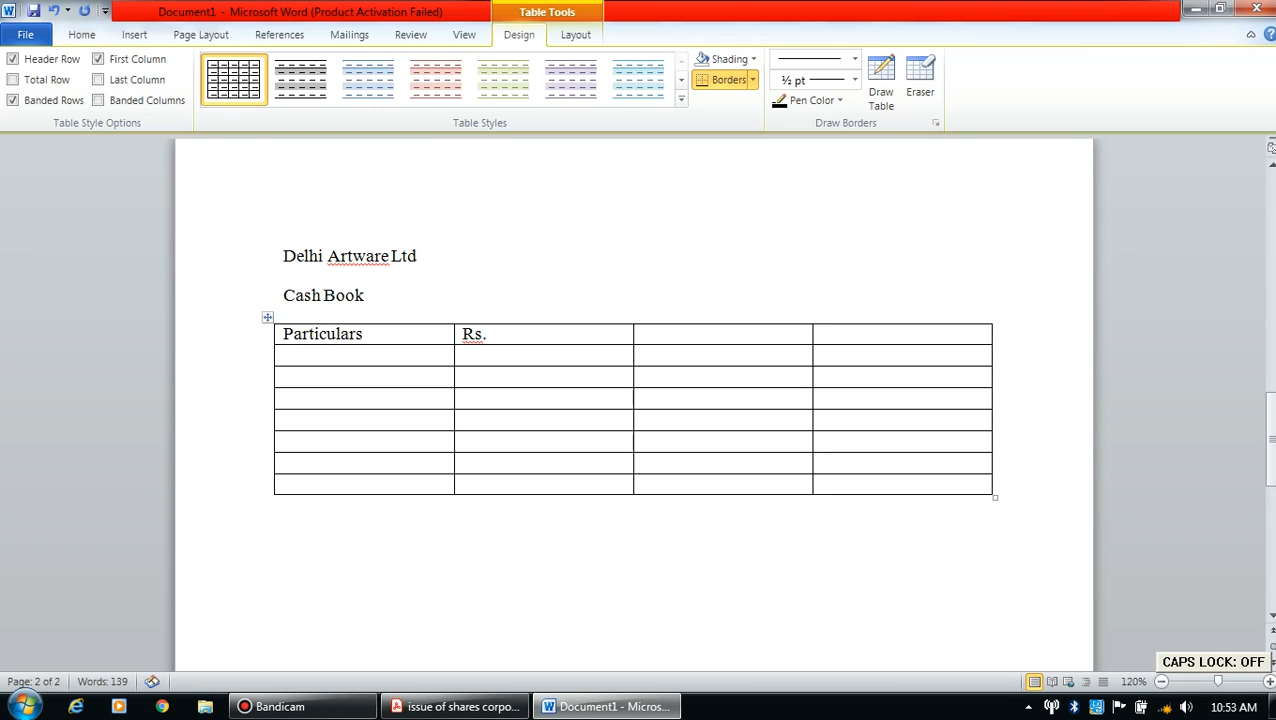 Document1 - Microsoft Word (Product Activation Failed)
Table Tools
File
Home
Insert
Page Layout
References
Mailings
Review
View
Design
Layout
Header Row
First Column
Total Row
Last Column
Banded Rows
Banded Columns
Table Style Options
Table Styles
Shading
Borders
½ pt
Pen Color
Draw Table
Eraser
Draw Borders
Delhi Artware Ltd
Cash Book
Particulars Rs.
CAPS LOCK: OFF
Page: 2 of 2 Words: 139
120%
Bandicam
issue of shares corpo...
Document1 - Micros...
10:53 AM